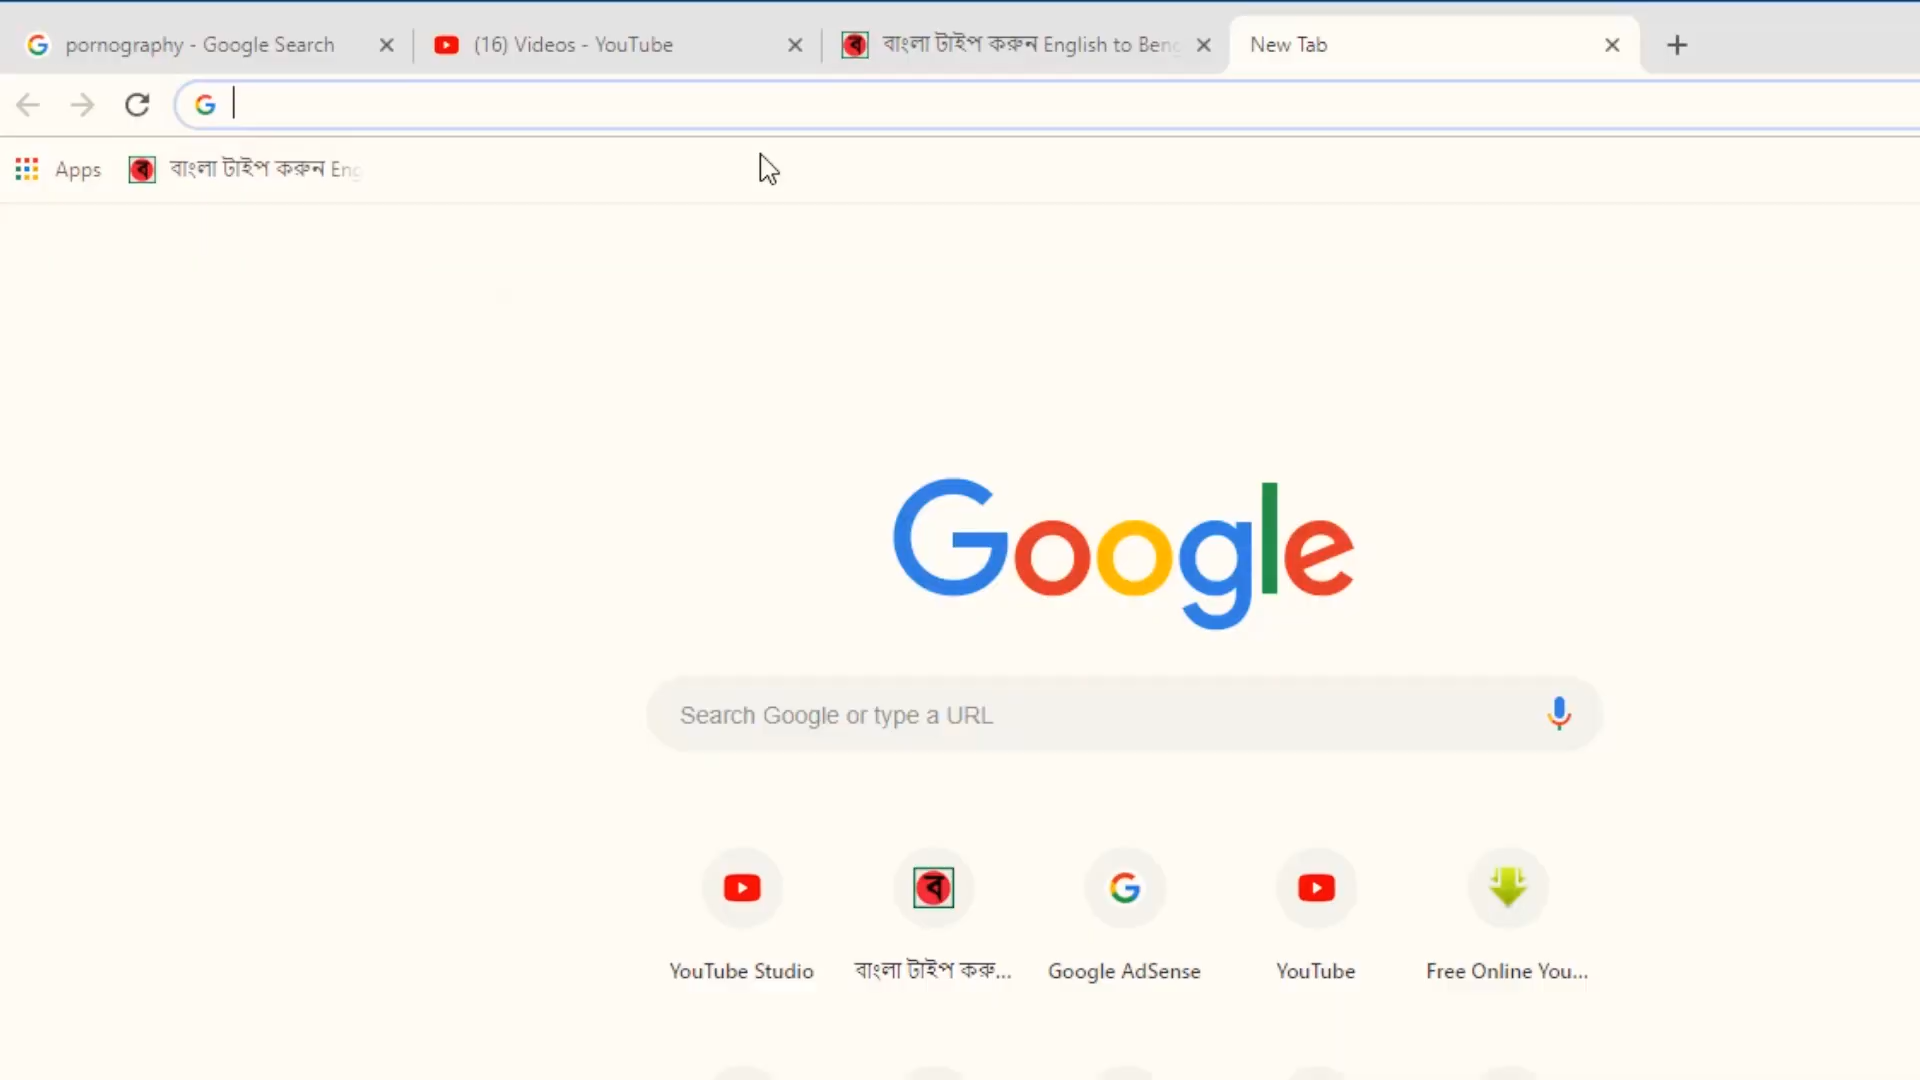 pornography - Google Search
(16) Videos - YouTube
বাংলা টাইপ করুন English to Beng
New Tab
Apps
বাংলা টাইপ করুন Eng
Google
Search Google or type a URL
YouTube Studio
বাংলা টাইপ করু...
Google AdSense
YouTube
Free Online You...